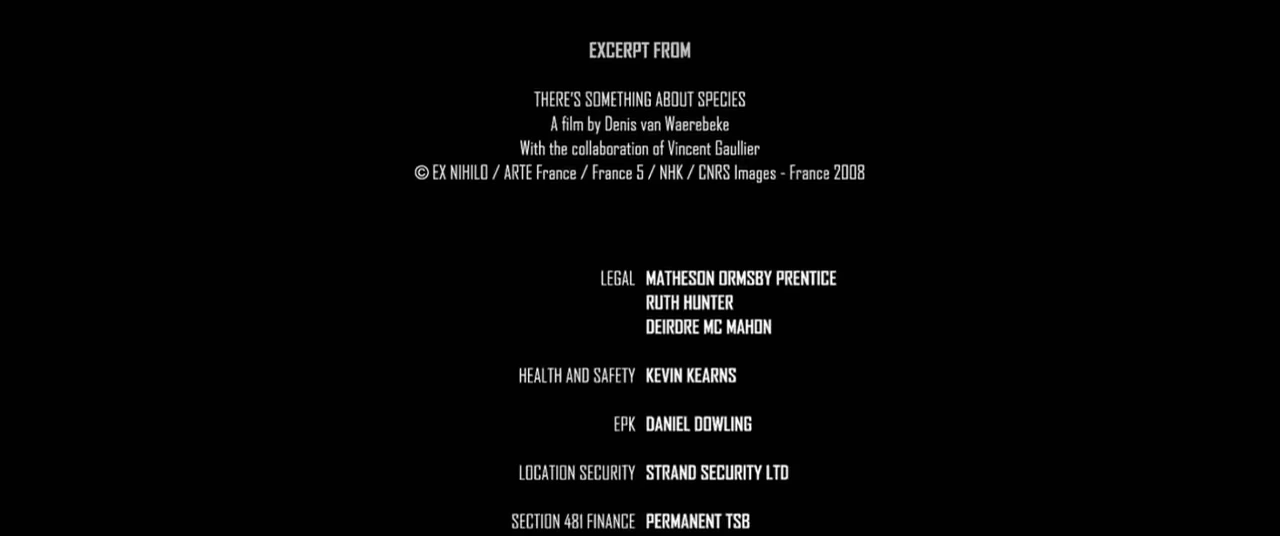 EXCERPT FROM
THERE'S SOMETHING ABOUT SPECIES
A film by Denis van Waerebeke
With the collaboration of Vincent Gaullier
© EX NIHILO / ARTE France / France 5 / NHK / CNRS Images - France 2008
LEGAL MATHESON ORMSBY PRENTICE
RUTH HUNTER
DEIRDRE MC MAHON
HEALTH AND SAFETY KEVIN KEARNS
EPK DANIEL DOWLING
LOCATION SECURITY STRAND SECURITY LTD
SECTION 481 FINANCE PERMANENT TSB